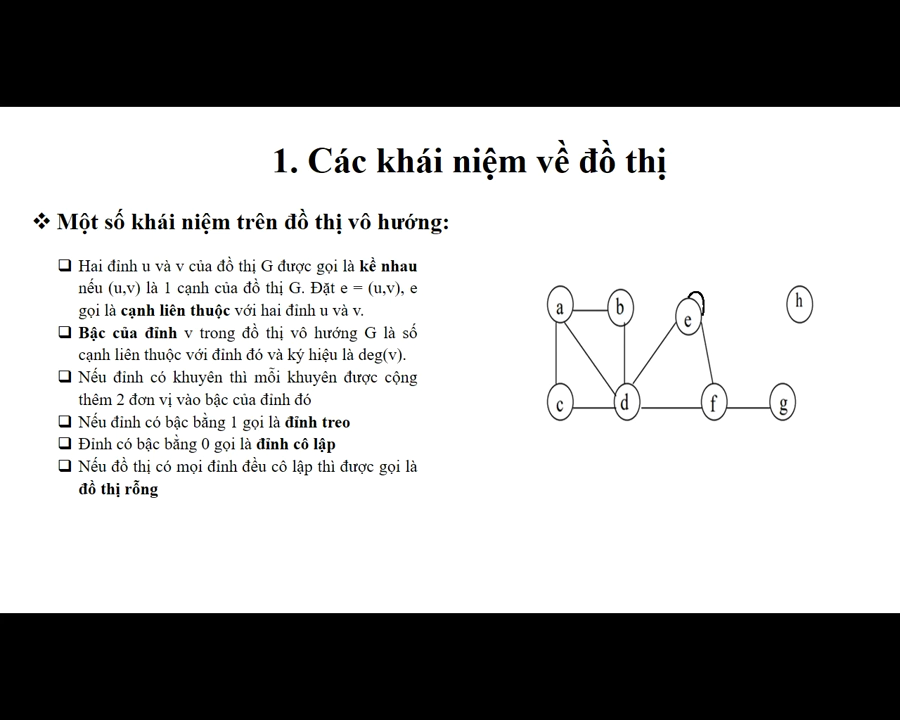 1. Các khái niệm về đồ thị
❖ Một số khái niệm trên đồ thị vô hướng:
❑ Hai đỉnh u và v của đồ thị G được gọi là kề nhau
nếu (u,v) là 1 cạnh của đồ thị G. Đặt e = (u,v), e
gọi là cạnh liên thuộc với hai đỉnh u và v.
❑ Bậc của đỉnh v trong đồ thị vô hướng G là số
cạnh liên thuộc với đỉnh đó và ký hiệu là deg(v).
❑ Nếu đỉnh có khuyên thì mỗi khuyên được cộng
thêm 2 đơn vị vào bậc của đỉnh đó
❑ Nếu đỉnh có bậc bằng 1 gọi là đỉnh treo
❑ Đỉnh có bậc bằng 0 gọi là đỉnh cô lập
❑ Nếu đồ thị có mọi đỉnh đều cô lập thì được gọi là
đồ thị rỗng
a b e h
c d f g